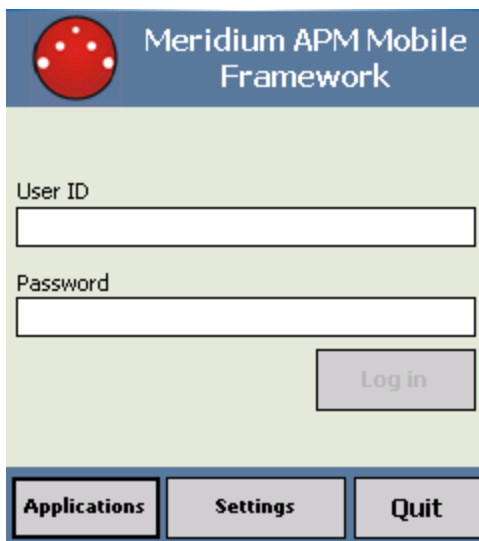 Meridium APM Mobile
Framework
User ID
Password
Log in
Applications
Settings
Quit